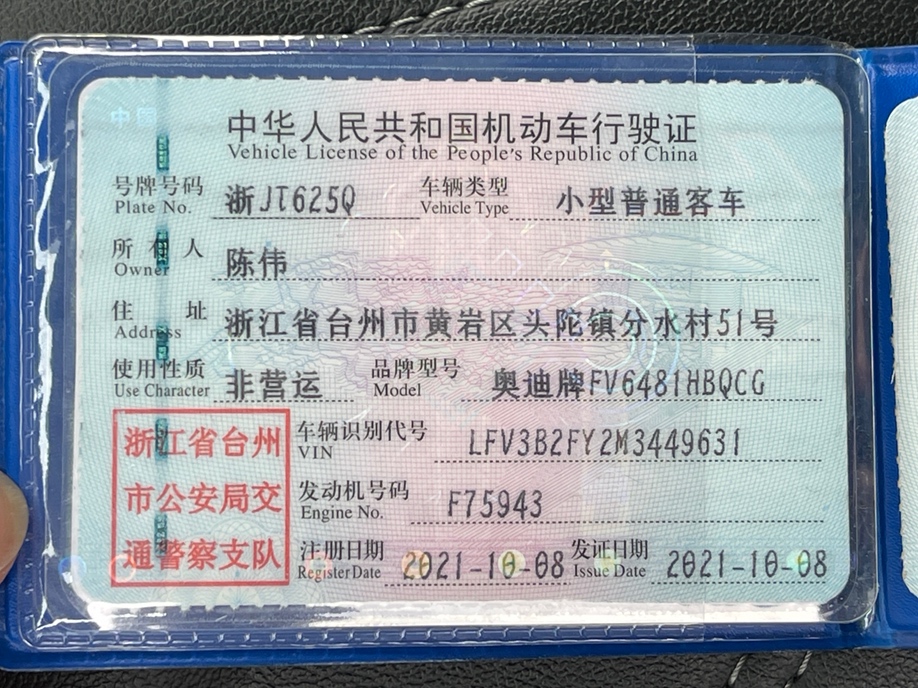 中华人民共和国机动车行驶证
Vehicle License of the People's Republic of China
号牌号码 浙JT625Q 车辆类型 小型普通客车
Plate No. Vehicle Type
所有人 陈伟
Owner
住址 浙江省台州市黄岩区头陀镇分水村51号
Address
使用性质 非营运 品牌型号 奥迪牌FV6481HBQCG
Use Character Model
浙江省台州 车辆识别代号 LFV3B2FY2M3449631
VIN
市公安局交 发动机号码 F75943
Engine No.
通警察支队 注册日期 2021-10-08 发证日期 2021-10-08
Register Date Issue Date